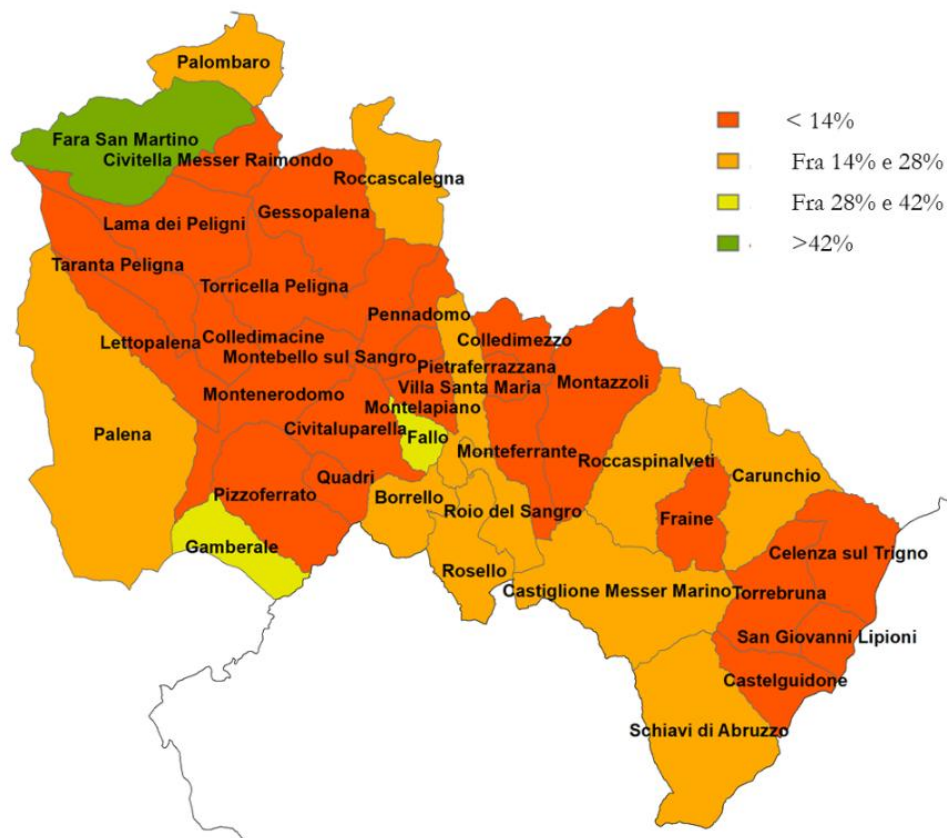 Palombaro
< 14%
Fara San Martino
Civitella Messer Raimondo
Fra 14% e 28%
Roccascalegna
Fra 28% e 42%
Gessopalena
Lama dei Peligni
>42%
Taranta Peligna
Torricella Peligna
Pennadomo
Lettopalena
Colledimacine
Colledimezzo
Montebello sul Sangro
Pietraferrazzana
Villa Santa Maria
Montazzoli
Montenerodomo
Montelapiano
Civitaluparella
Palena
Fallo
Monteferrante
Roccaspinalveti
Carunchio
Quadri
Pizzoferrato
Borrello
Roio del Sangro
Fraine
Gamberale
Celenza sul Trigno
Rosello
Castiglione Messer Marino
Torrebruna
San Giovanni Lipioni
Castelguidone
Schiavi di Abruzzo